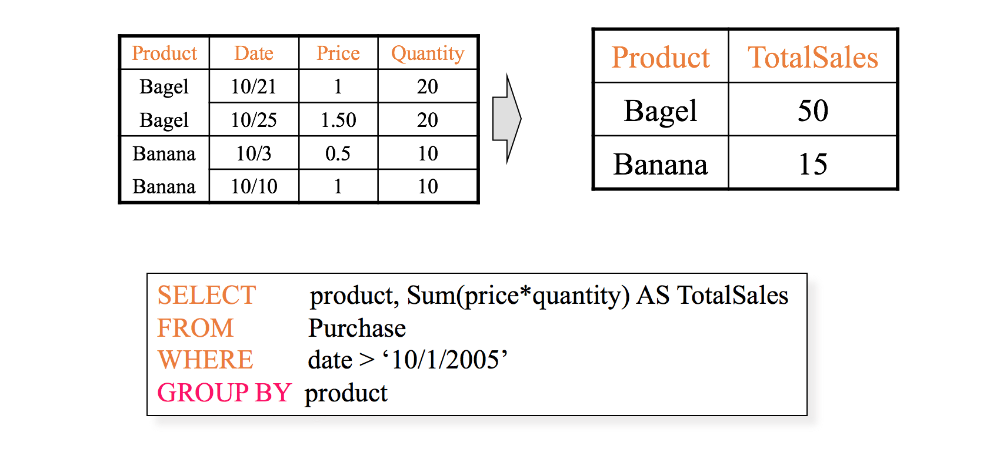 Product Date Price Quantity
Bagel 10/21 1 20
Bagel 10/25 1.50 20
Banana 10/3 0.5 10
Banana 10/10 1 10
Product TotalSales
Bagel 50
Banana 15
SELECT product, Sum(price*quantity) AS TotalSales
FROM Purchase
WHERE date > ‘10/1/2005’
GROUP BY product